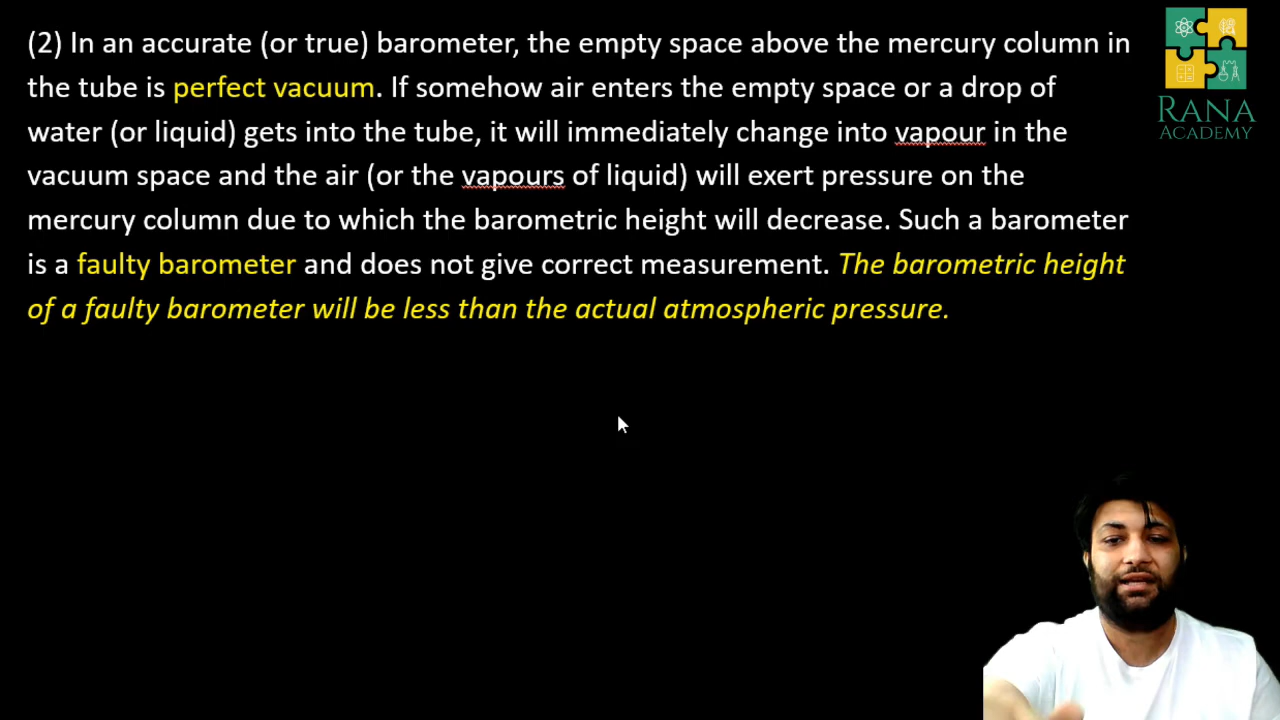 (2) In an accurate (or true) barometer, the empty space above the mercury column in
the tube is perfect vacuum. If somehow air enters the empty space or a drop of
water (or liquid) gets into the tube, it will immediately change into vapour in the
vacuum space and the air (or the vapours of liquid) will exert pressure on the
mercury column due to which the barometric height will decrease. Such a barometer
is a faulty barometer and does not give correct measurement. The barometric height
of a faulty barometer will be less than the actual atmospheric pressure.
RANA
ACADEMY